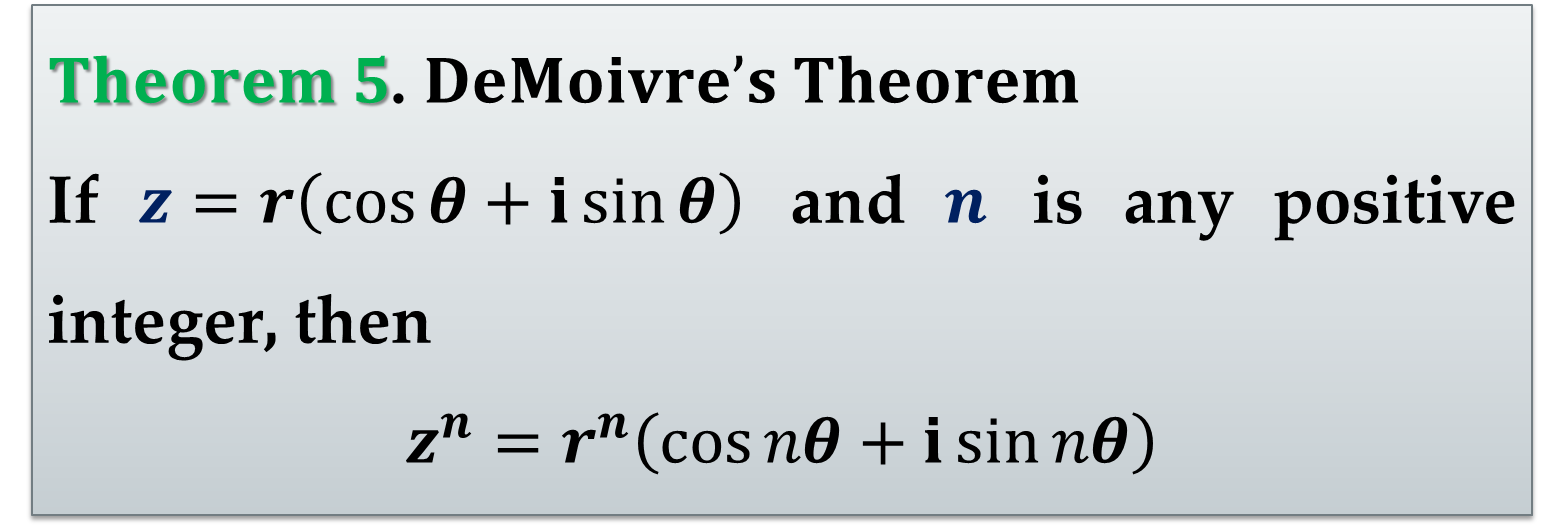 Theorem 5. DeMoivre’s Theorem
If z = r(cos θ + i sin θ) and n is any positive
integer, then
zⁿ = rⁿ(cos nθ + i sin nθ)